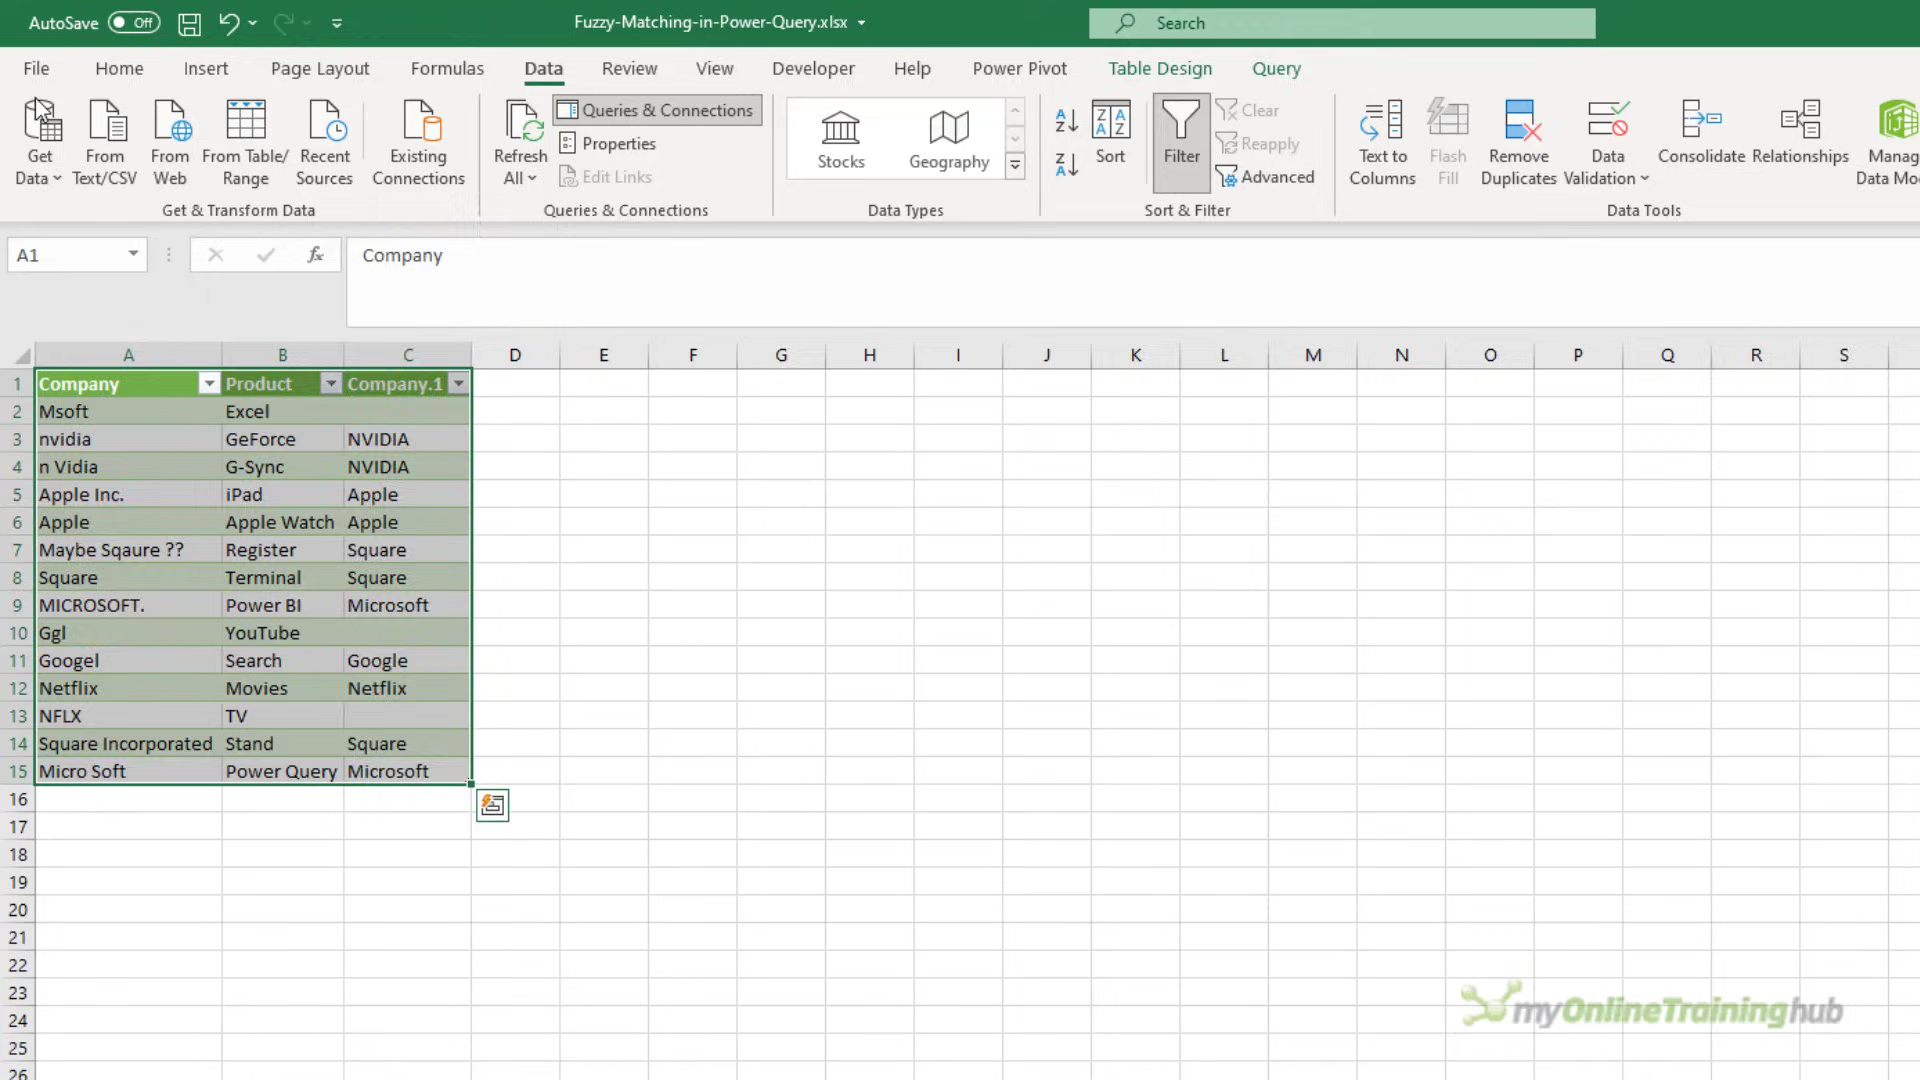 AutoSave Off Fuzzy-Matching-in-Power-Query.xlsx Search
File Home Insert Page Layout Formulas Data Review View Developer Help Power Pivot Table Design Query
Get Data
From Text/CSV
From Web
From Table/ Range
Recent Sources
Existing Connections
Get & Transform Data
Refresh All
Queries & Connections
Properties
Edit Links
Queries & Connections
Stocks Geography
Data Types
Sort
Filter
Clear
Reapply
Advanced
Sort & Filter
Text to Columns
Flash Fill
Remove Duplicates
Data Validation
Consolidate
Relationships
Manag
Data Mo
Data Tools
A1 fx Company
A B C D E F G H I J K L M N O P Q R S
1 Company Product Company.1
2 Msoft Excel
3 nvidia GeForce NVIDIA
4 n Vidia G-Sync NVIDIA
5 Apple Inc. iPad Apple
6 Apple Apple Watch Apple
7 Maybe Sqaure ?? Register Square
8 Square Terminal Square
9 MICROSOFT. Power BI Microsoft
10 Ggl YouTube
11 Googel Search Google
12 Netflix Movies Netflix
13 NFLX TV
14 Square Incorporated Stand Square
15 Micro Soft Power Query Microsoft
16
17
18
19
20
21
22
23
24
25
26
myOnlineTraininghub